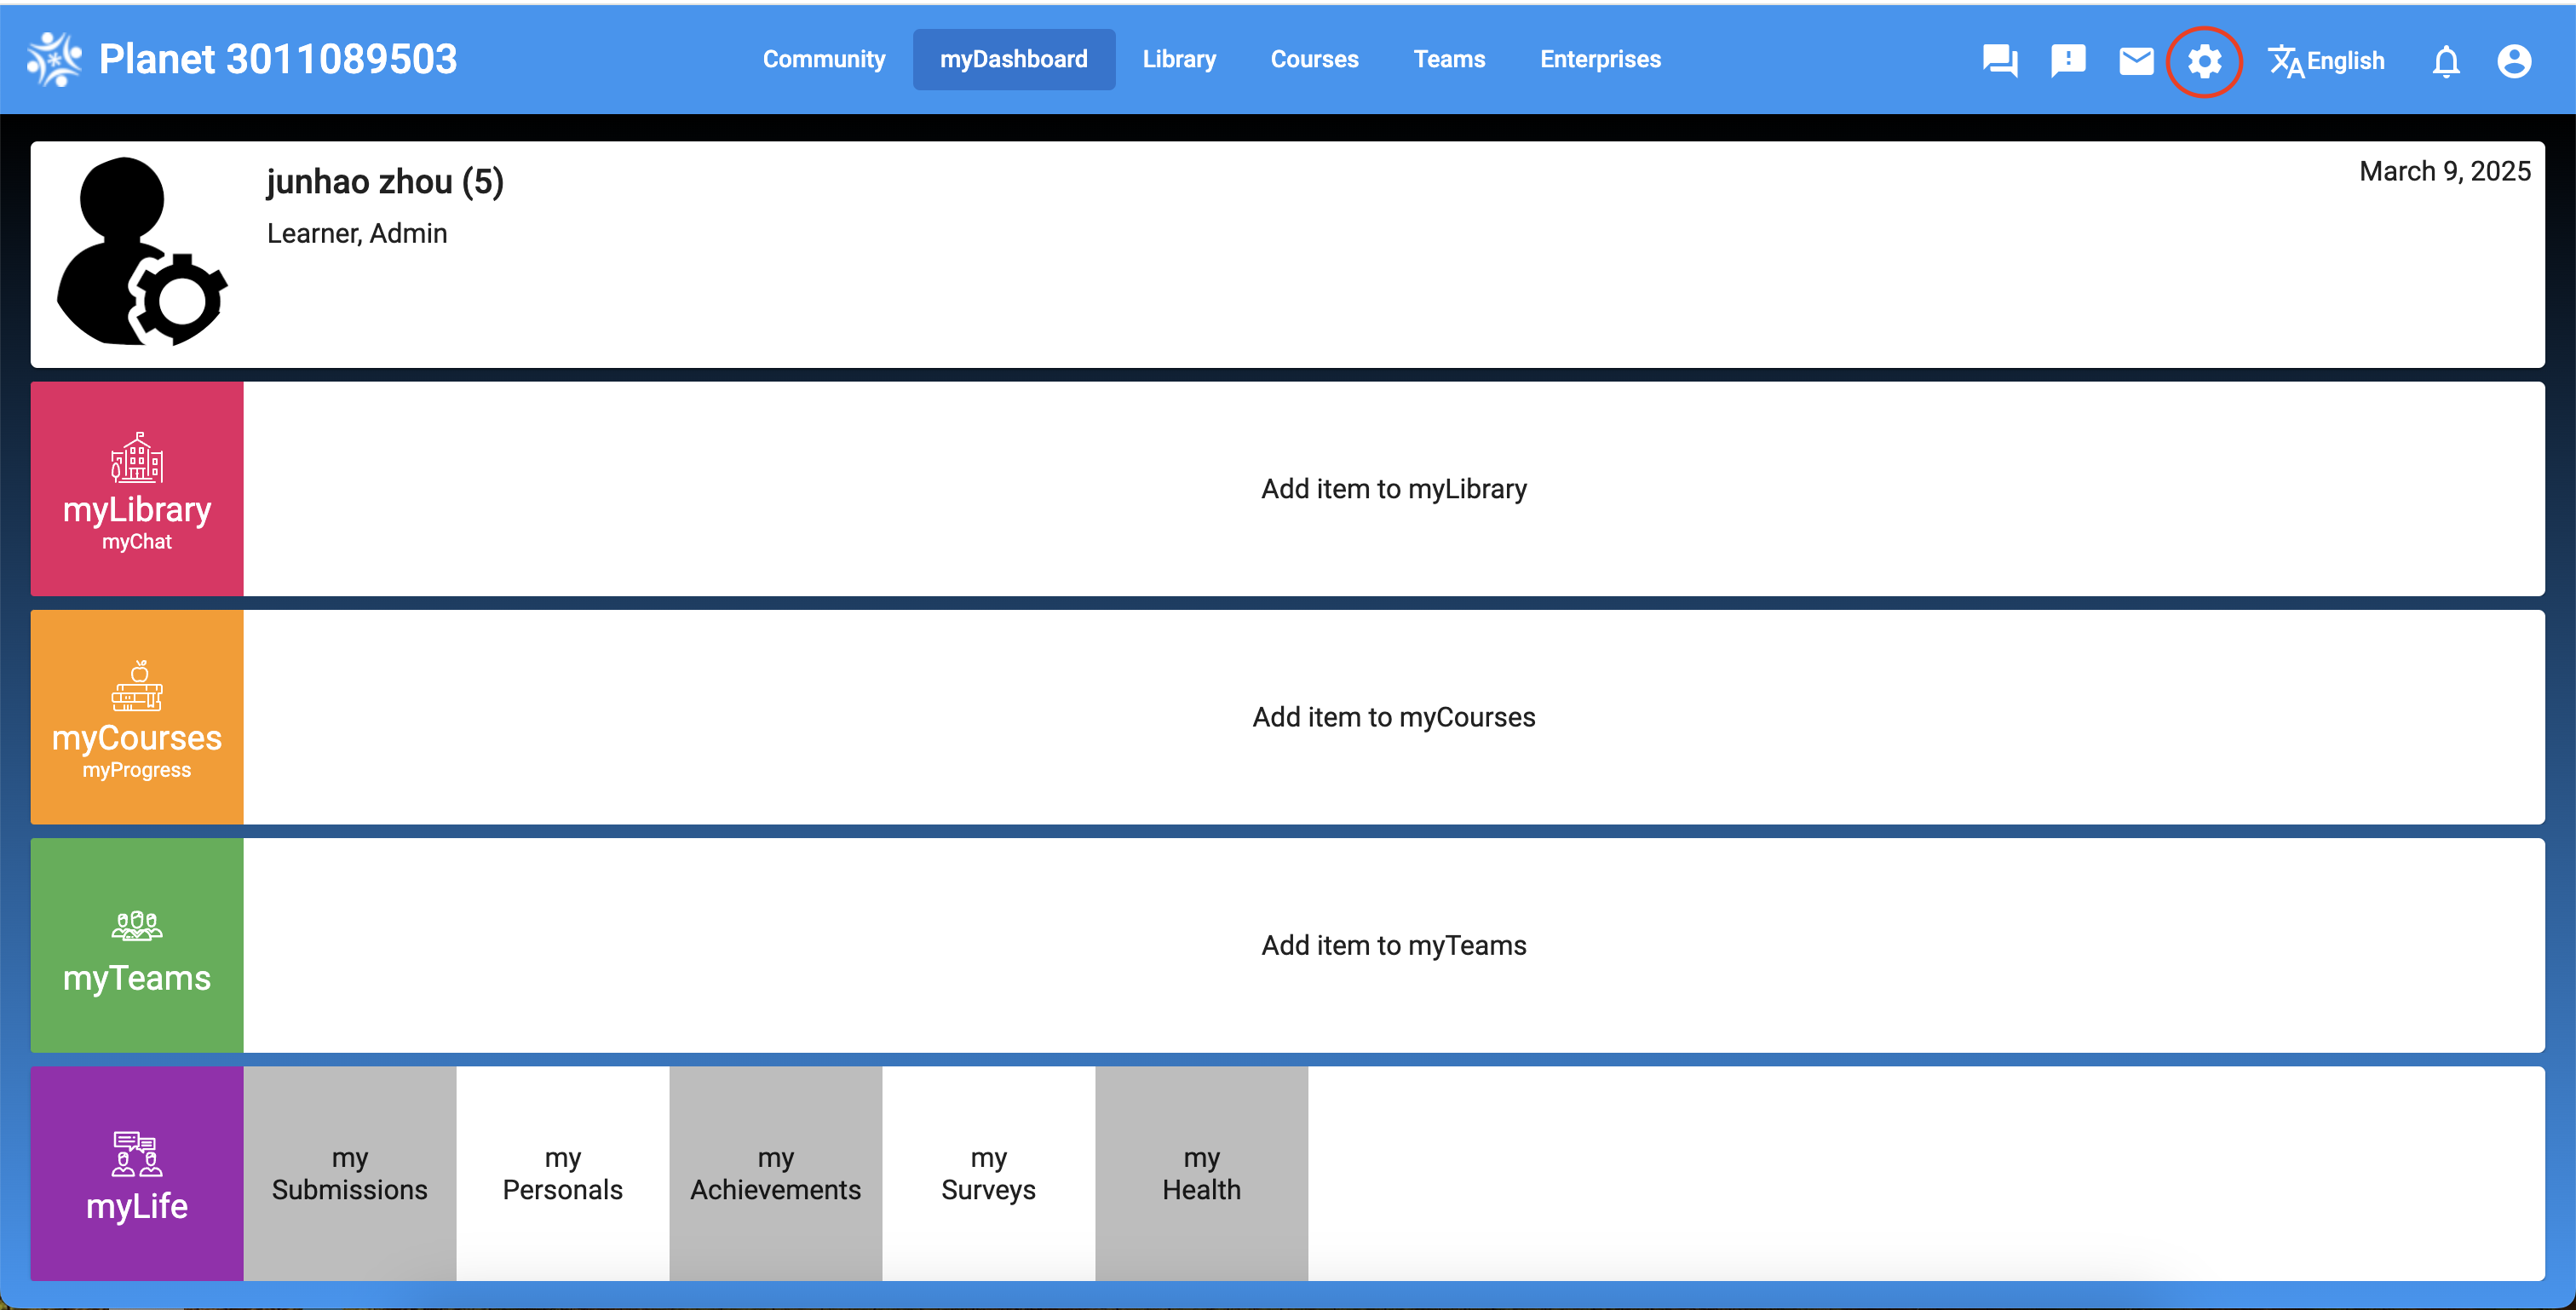 Planet 3011089503
Community
myDashboard
Library
Courses
Teams
Enterprises
English
junhao zhou (5)
March 9, 2025
Learner, Admin
myLibrary
myChat
Add item to myLibrary
myCourses
myProgress
Add item to myCourses
myTeams
Add item to myTeams
myLife
my
Submissions
my
Personals
my
Achievements
my
Surveys
my
Health